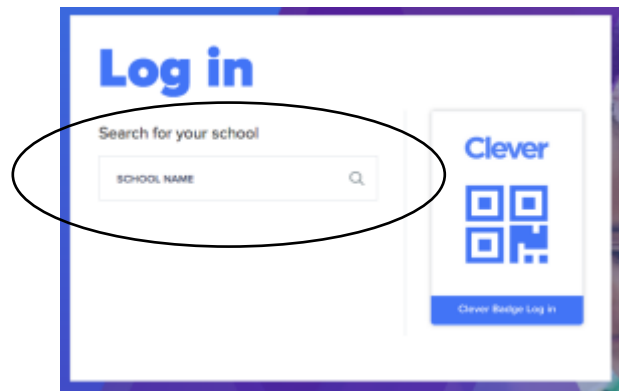 Log in
Search for your school
SCHOOL NAME
Clever
Clever Badge Log in